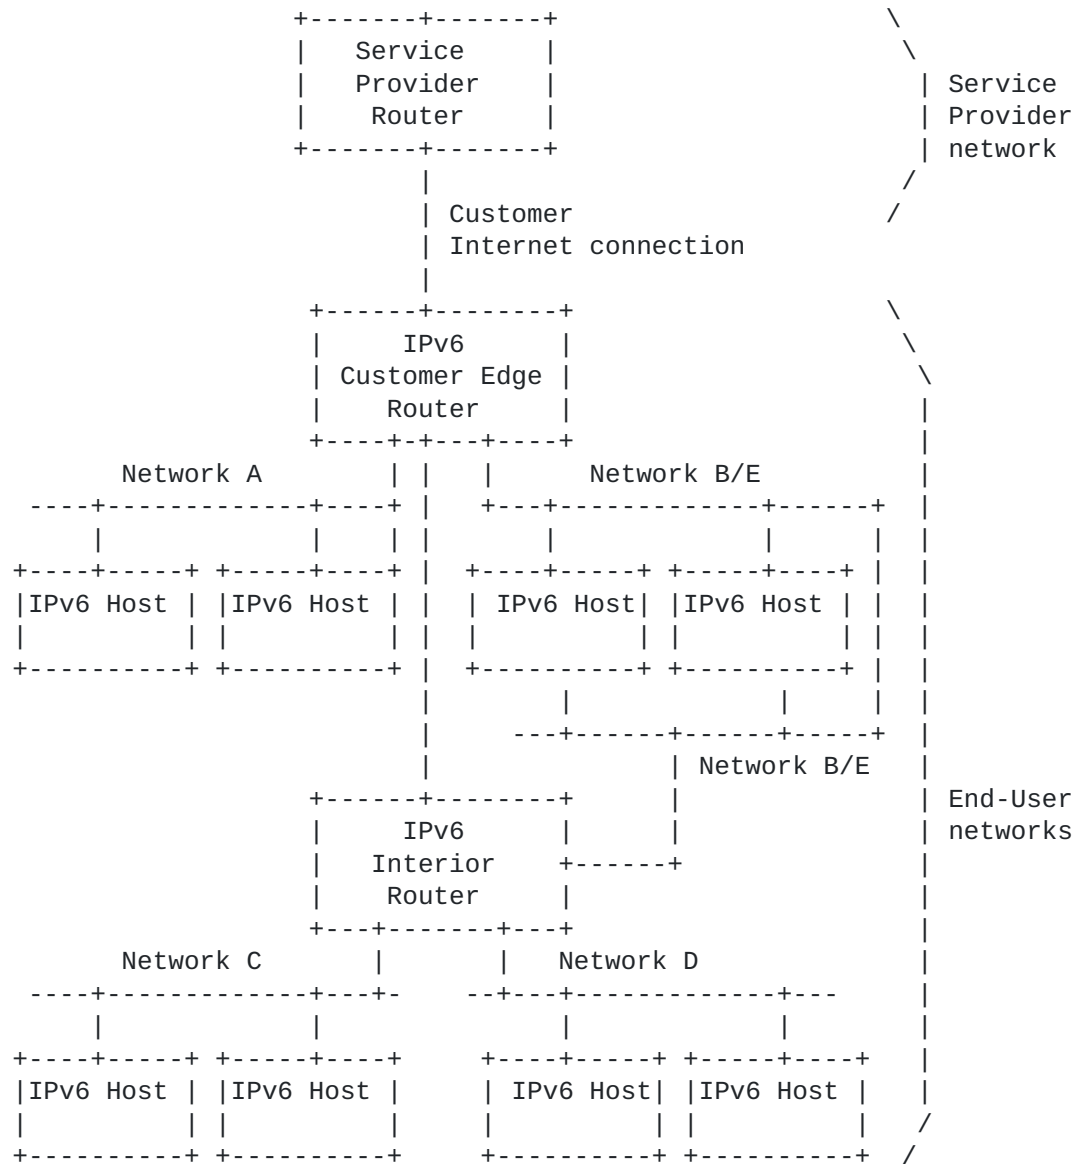 Service
Provider
Router
Service
Provider
network
Customer
Internet connection
IPv6
Customer Edge
Router
Network A
Network B/E
IPv6 Host
IPv6 Host
IPv6 Host
IPv6 Host
Network B/E
End-User
networks
IPv6
Interior
Router
Network C
Network D
IPv6 Host
IPv6 Host
IPv6 Host
IPv6 Host